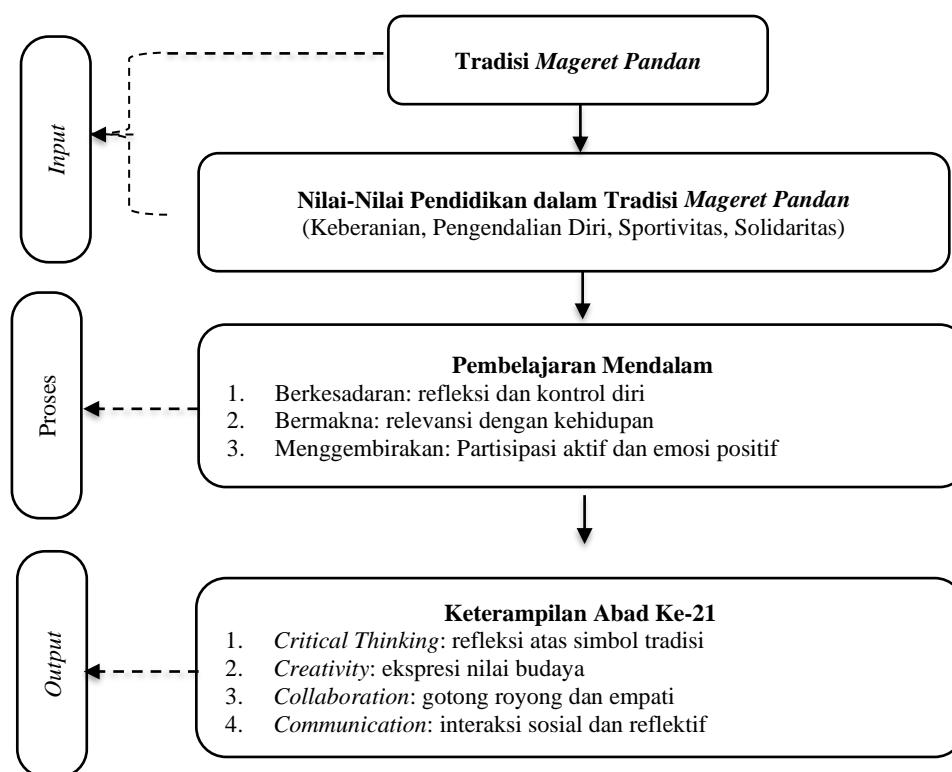 Tradisi Mageret Pandan
Input
Nilai-Nilai Pendidikan dalam Tradisi Mageret Pandan
(Keberanian, Pengendalian Diri, Sportivitas, Solidaritas)
Proses
Pembelajaran Mendalam
1. Berkesadaran: refleksi dan kontrol diri
2. Bermakna: relevansi dengan kehidupan
3. Menggembirakan: Partisipasi aktif dan emosi positif
Output
Keterampilan Abad Ke-21
1. Critical Thinking: refleksi atas simbol tradisi
2. Creativity: ekspresi nilai budaya
3. Collaboration: gotong royong dan empati
4. Communication: interaksi sosial dan reflektif